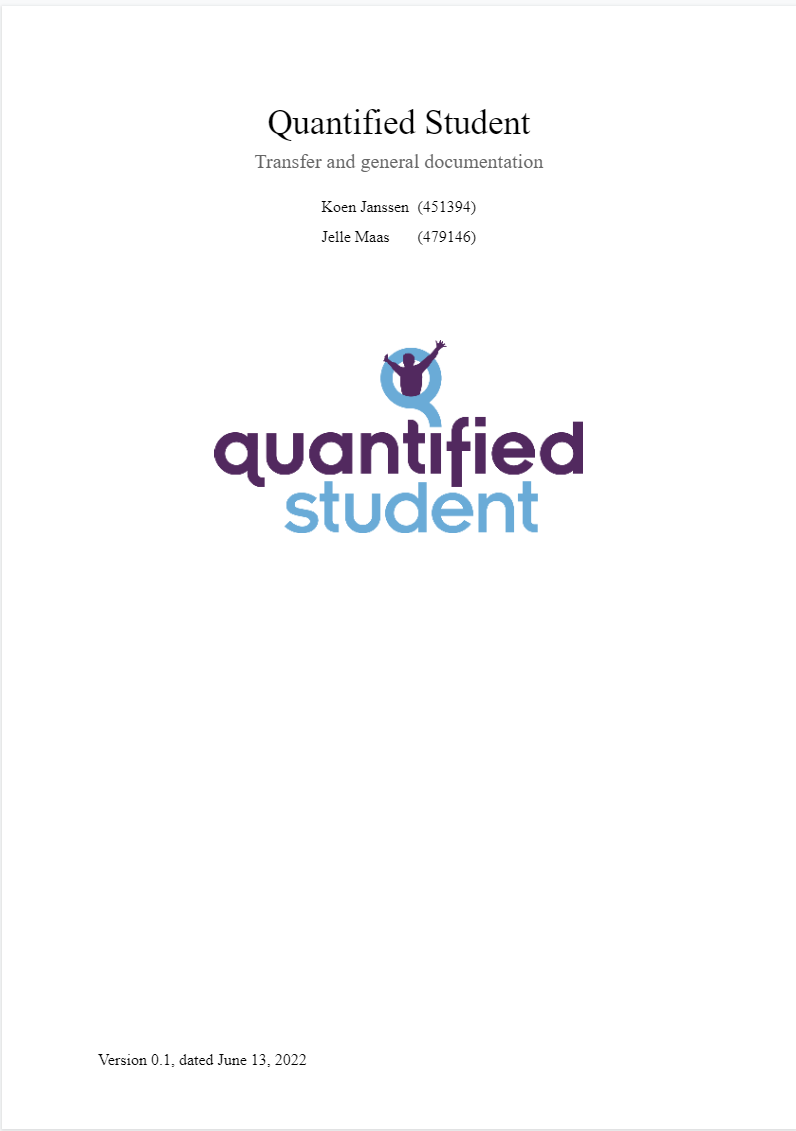 Quantified Student
Transfer and general documentation
Koen Janssen (451394)
Jelle Maas (479146)
quantified
student
Version 0.1, dated June 13, 2022